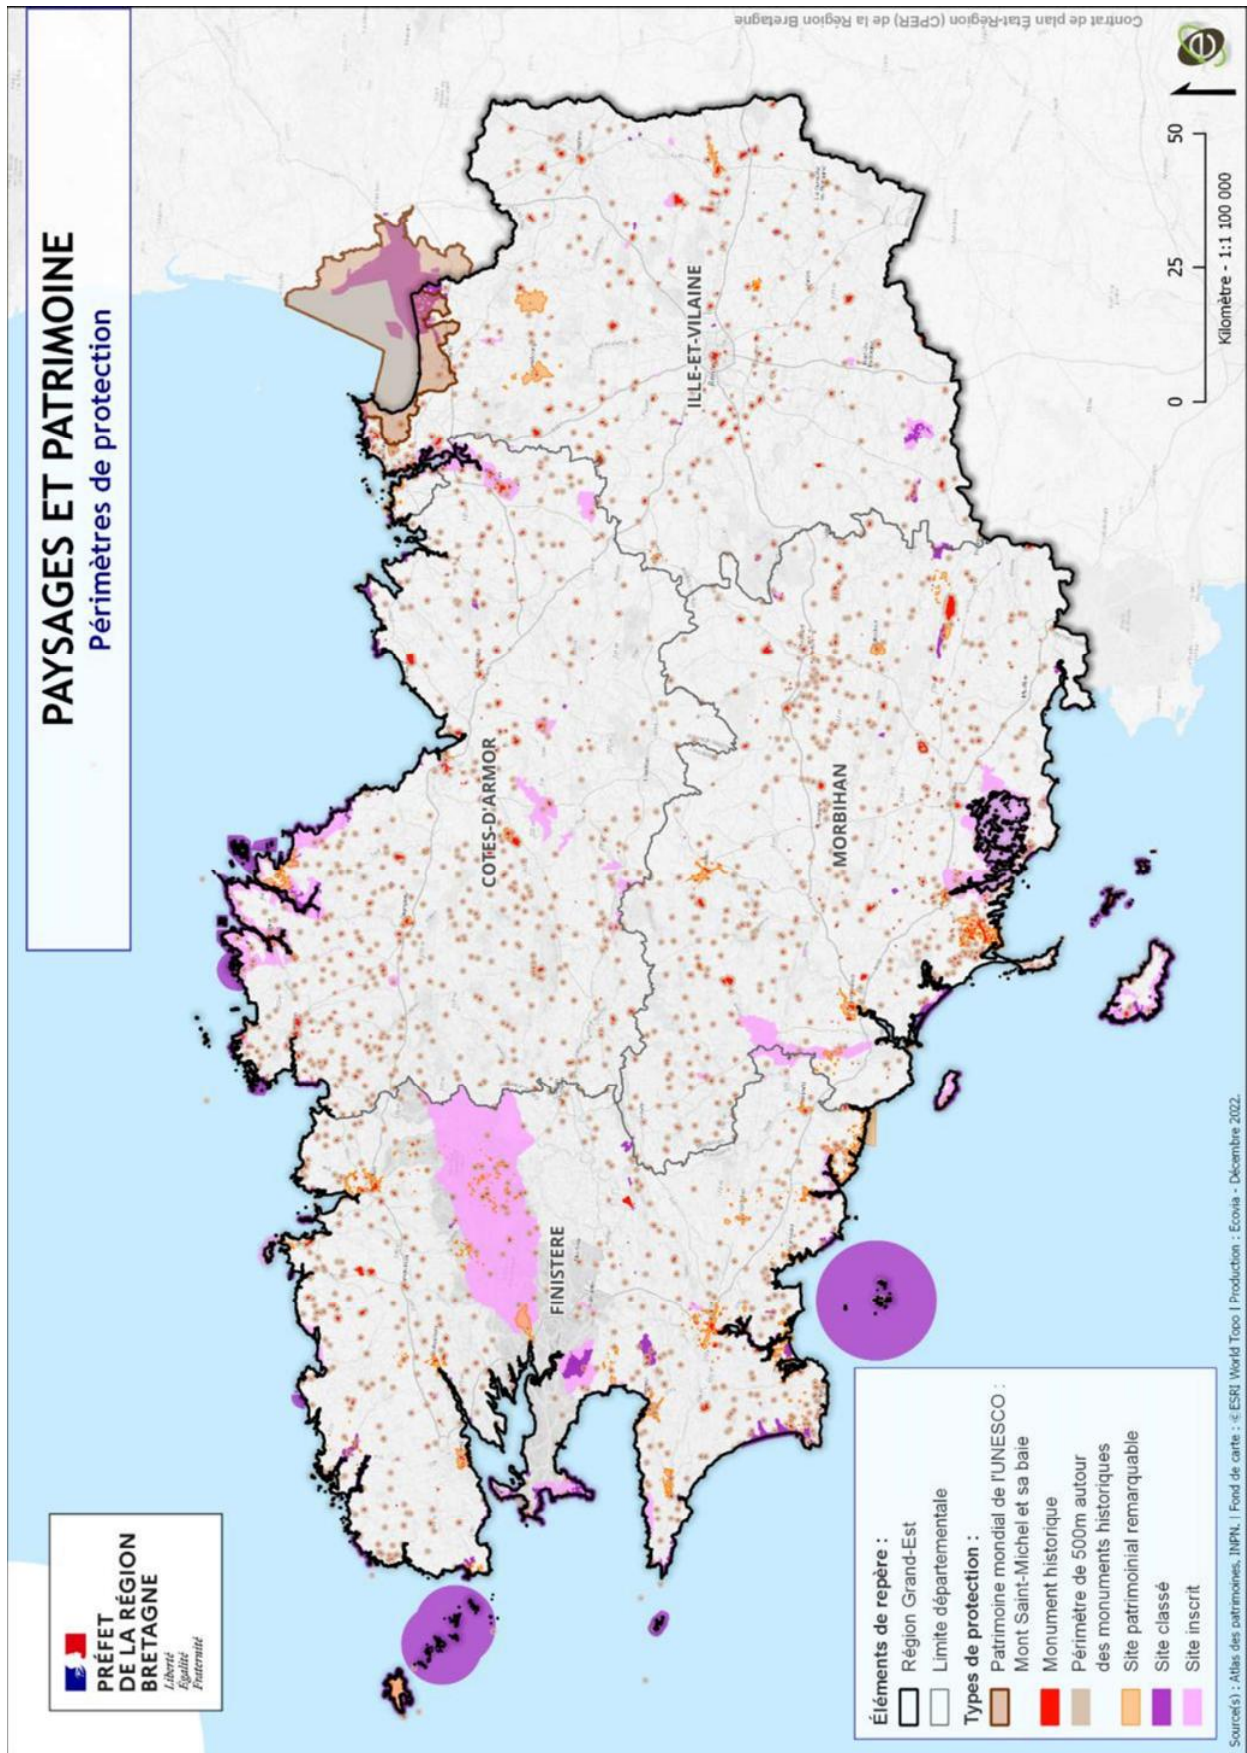 PAYSAGES ET PATRIMOINE
Périmètres de protection
PRÉFET
DE LA RÉGION
BRETAGNE
Liberté
Égalité
Fraternité
FINISTERE
COTES-D'ARMOR
MORBIHAN
ILLE-ET-VILAINE
Éléments de repère :
Région Grand-Est
Limite départementale
Types de protection :
Patrimoine mondial de l'UNESCO :
Mont Saint-Michel et sa baie
Monument historique
Périmètre de 500m autour
des monuments historiques
Site patrimoinial remarquable
Site classé
Site inscrit
0 25 50
Kilomètre - 1:1 100 000
e
Source(s) : Atlas des patrimoines, INPN. | Fond de carte : © ESRI World Topo | Production : Ecovia - Décembre 2022.
Contrat de plan État-Région (CPER) de la Région Bretagne